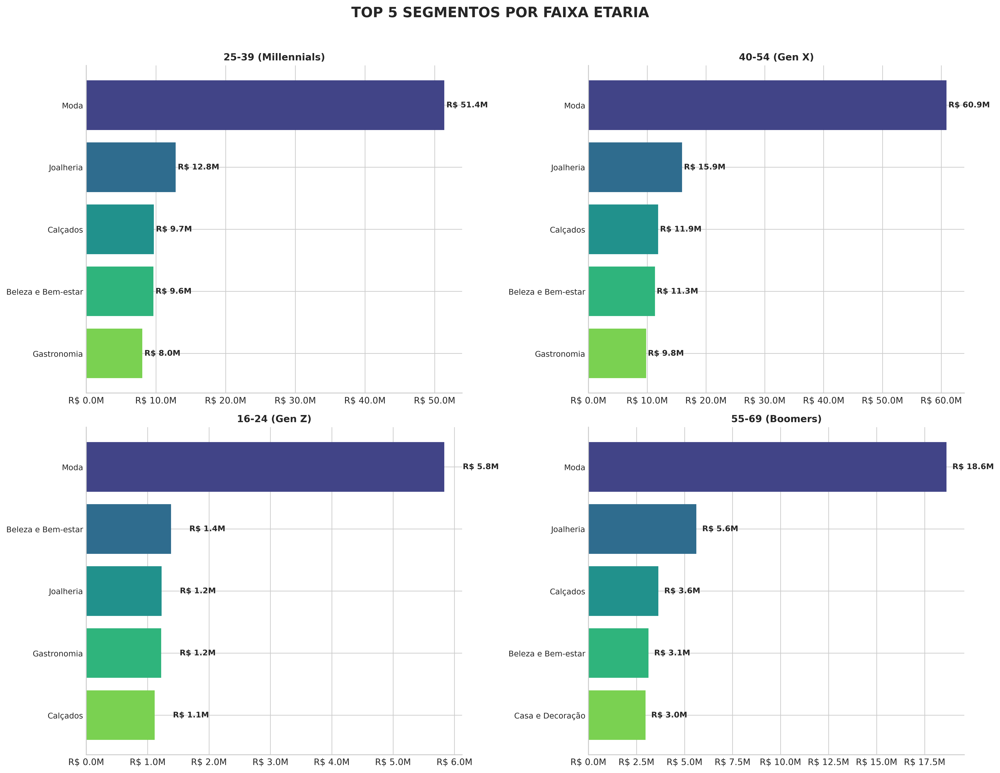 TOP 5 SEGMENTOS POR FAIXA ETARIA
25-39 (Millennials)
Moda
R$ 51.4M
Joalheria
R$ 12.8M
Calçados
R$ 9.7M
Beleza e Bem-estar
R$ 9.6M
Gastronomia
R$ 8.0M
R$ 0.0M R$ 10.0M R$ 20.0M R$ 30.0M R$ 40.0M R$ 50.0M
40-54 (Gen X)
Moda
R$ 60.9M
Joalheria
R$ 15.9M
Calçados
R$ 11.9M
Beleza e Bem-estar
R$ 11.3M
Gastronomia
R$ 9.8M
R$ 0.0M R$ 10.0M R$ 20.0M R$ 30.0M R$ 40.0M R$ 50.0M R$ 60.0M
16-24 (Gen Z)
Moda
R$ 5.8M
Beleza e Bem-estar
R$ 1.4M
Joalheria
R$ 1.2M
Gastronomia
R$ 1.2M
Calçados
R$ 1.1M
R$ 0.0M R$ 1.0M R$ 2.0M R$ 3.0M R$ 4.0M R$ 5.0M R$ 6.0M
55-69 (Boomers)
Moda
R$ 18.6M
Joalheria
R$ 5.6M
Calçados
R$ 3.6M
Beleza e Bem-estar
R$ 3.1M
Casa e Decoração
R$ 3.0M
R$ 0.0M R$ 2.5M R$ 5.0M R$ 7.5M R$ 10.0M R$ 12.5M R$ 15.0M R$ 17.5M